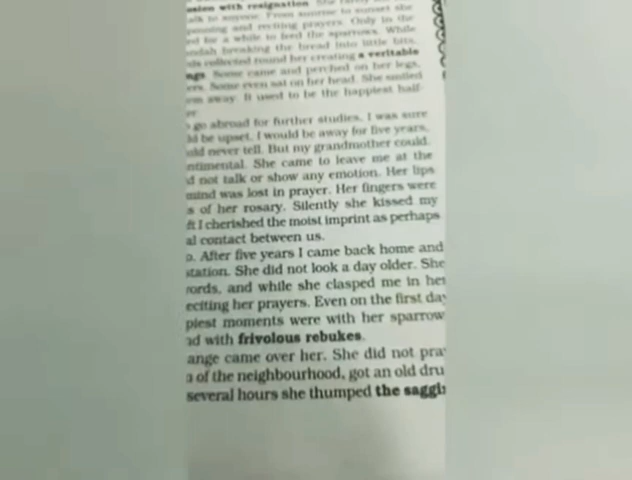 usion with resignation. She rarely
alk to anyone. From sunrise to sunset she
pinning and reciting prayers. Only in the
ed for a while to feed the sparrows. While
ndah breaking the bread into little bits,
ds collected round her creating a veritable
ngs. Some came and perched on her legs,
ers. Some even sat on her head. She smiled
em away. It used to be the happiest half-
er.
go abroad for further studies, I was sure
ld be upset. I would be away for five years,
uld never tell. But my grandmother could.
ntimental. She came to leave me at the
d not talk or show any emotion. Her lips
mind was lost in prayer. Her fingers were
s of her rosary. Silently she kissed my
ft I cherished the moist imprint as perhaps
al contact between us.
o. After five years I came back home and
station. She did not look a day older. She
vords, and while she clasped me in her
eciting her prayers. Even on the first day
piest moments were with her sparrow
nd with frivolous rebukes.
ange came over her. She did not pra
n of the neighbourhood, got an old dru
several hours she thumped the saggi